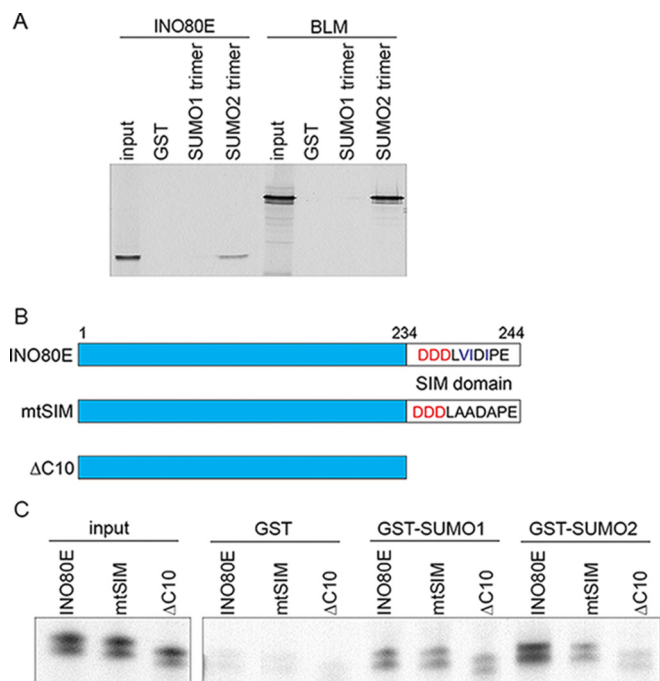 A
INO80E BLM
input GST SUMO1 trimer SUMO2 trimer input GST SUMO1 trimer SUMO2 trimer
B
1 234 244
INO80E DDDLVIDIPE
SIM domain
mtSIM DDDLAADAPE
ΔC10
C
input GST GST-SUMO1 GST-SUMO2
INO80E mtSIM ΔC10 INO80E mtSIM ΔC10 INO80E mtSIM ΔC10 INO80E mtSIM ΔC10